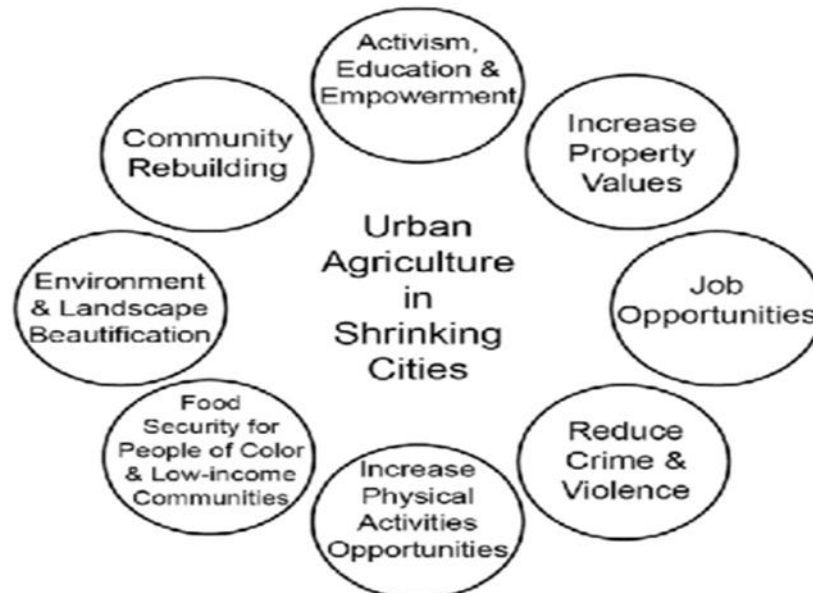 Activism,
Education &
Empowerment
Increase
Property
Values
Job
Opportunities
Reduce
Crime &
Violence
Increase
Physical
Activities
Opportunities
Food
Security for
People of Color
& Low-income
Communities
Environment
& Landscape
Beautification
Community
Rebuilding
Urban
Agriculture
in
Shrinking
Cities